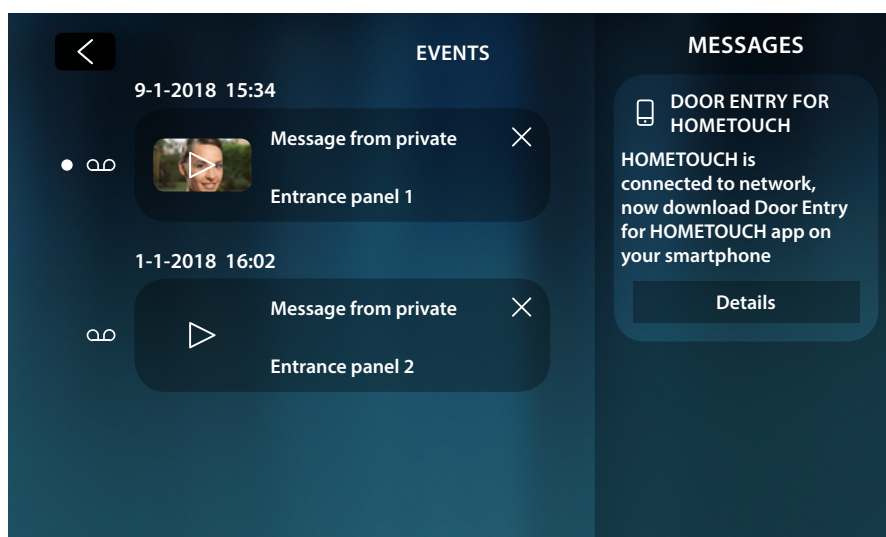 EVENTS
9-1-2018 15:34
Message from private
Entrance panel 1
1-1-2018 16:02
Message from private
Entrance panel 2
MESSAGES
DOOR ENTRY FOR
HOMETOUCH
HOMETOUCH is
connected to network,
now download Door Entry
for HOMETOUCH app on
your smartphone
Details